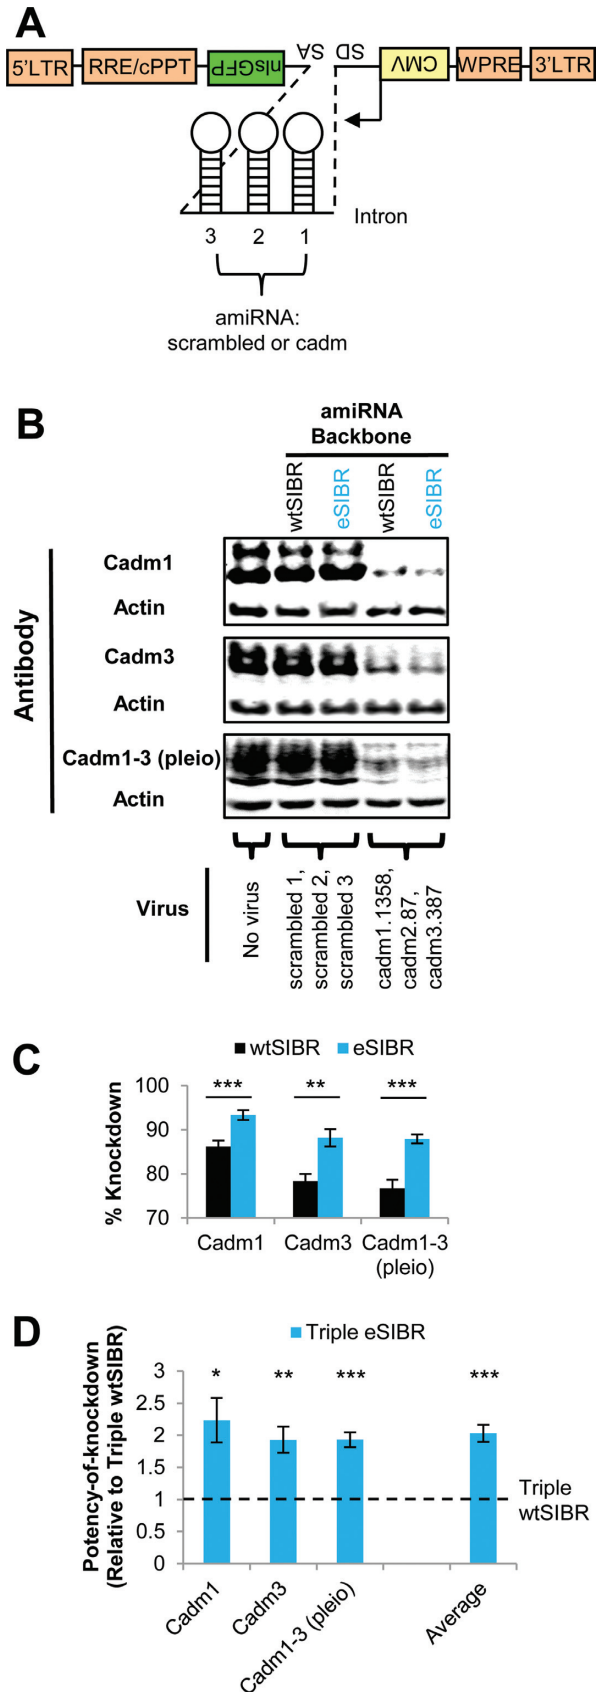 A
5'LTR RRE/cPPT nlsGFP SA SD CMV WPRE 3'LTR
Intron
3 2 1
amiRNA:
scrambled or cadm
B
amiRNA
Backbone
wtSIBR eSIBR wtSIBR eSIBR
Antibody
Cadm1
Actin
Cadm3
Actin
Cadm1-3 (pleio)
Actin
Virus
No virus
scrambled 1,
scrambled 2,
scrambled 3
cadm1.1358,
cadm2.87,
cadm3.387
C
wtSIBR eSIBR
% Knockdown
100
90
80
70
*** ** ***
Cadm1 Cadm3 Cadm1-3
(pleio)
D
Triple eSIBR
Potency-of-knockdown
(Relative to Triple wtSIBR)
3
2.5
2
1.5
1
0.5
0
* ** *** ***
Triple
wtSIBR
Cadm1
Cadm3
Cadm1-3 (pleio)
Average